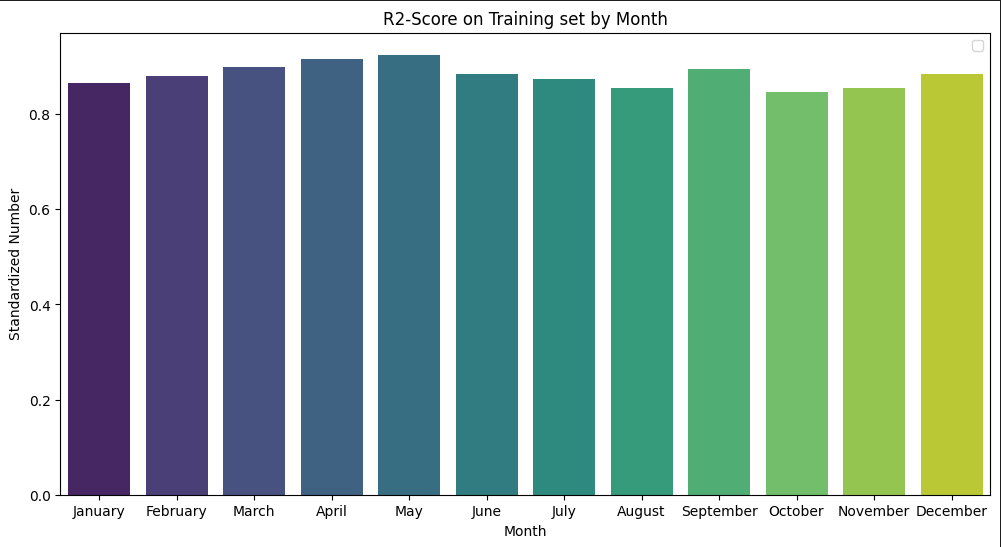 R2-Score on Training set by Month
Standardized Number
0.8
0.6
0.4
0.2
0.0
January February March April May June July August September October November December
Month